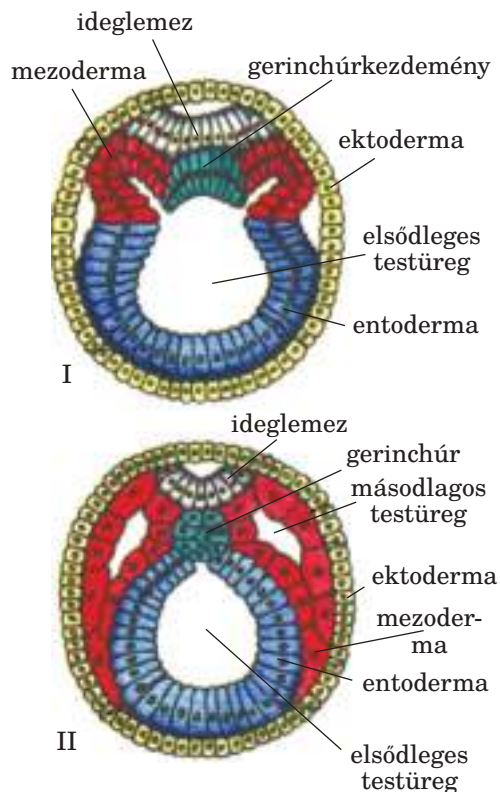 ideglemez
mezoderma
gerinchúrkezdemény
ektoderma
elsődleges
testüreg
entoderma
I
ideglemez
gerinchúr
másodlagos
testüreg
ektoderma
mezoder-
ma
entoderma
II
elsődleges
testüreg